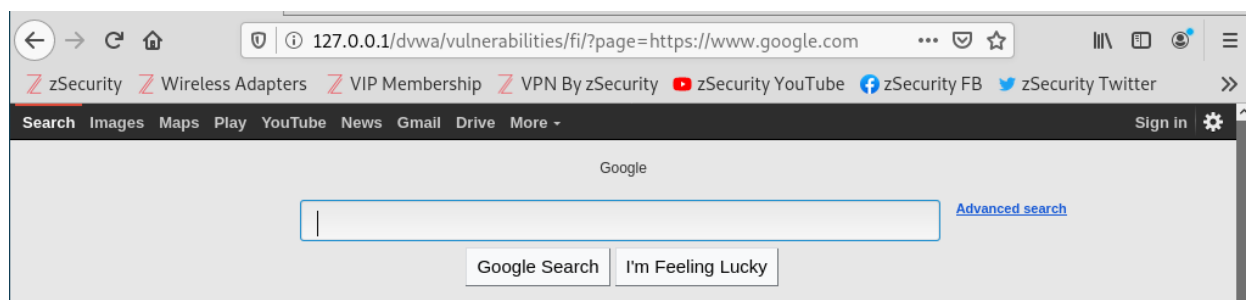 127.0.0.1/dvwa/vulnerabilities/fi/?page=https://www.google.com
zSecurity Wireless Adapters VIP Membership VPN By zSecurity zSecurity YouTube zSecurity FB zSecurity Twitter
Search Images Maps Play YouTube News Gmail Drive More Sign in
Google
Advanced search
Google Search I'm Feeling Lucky